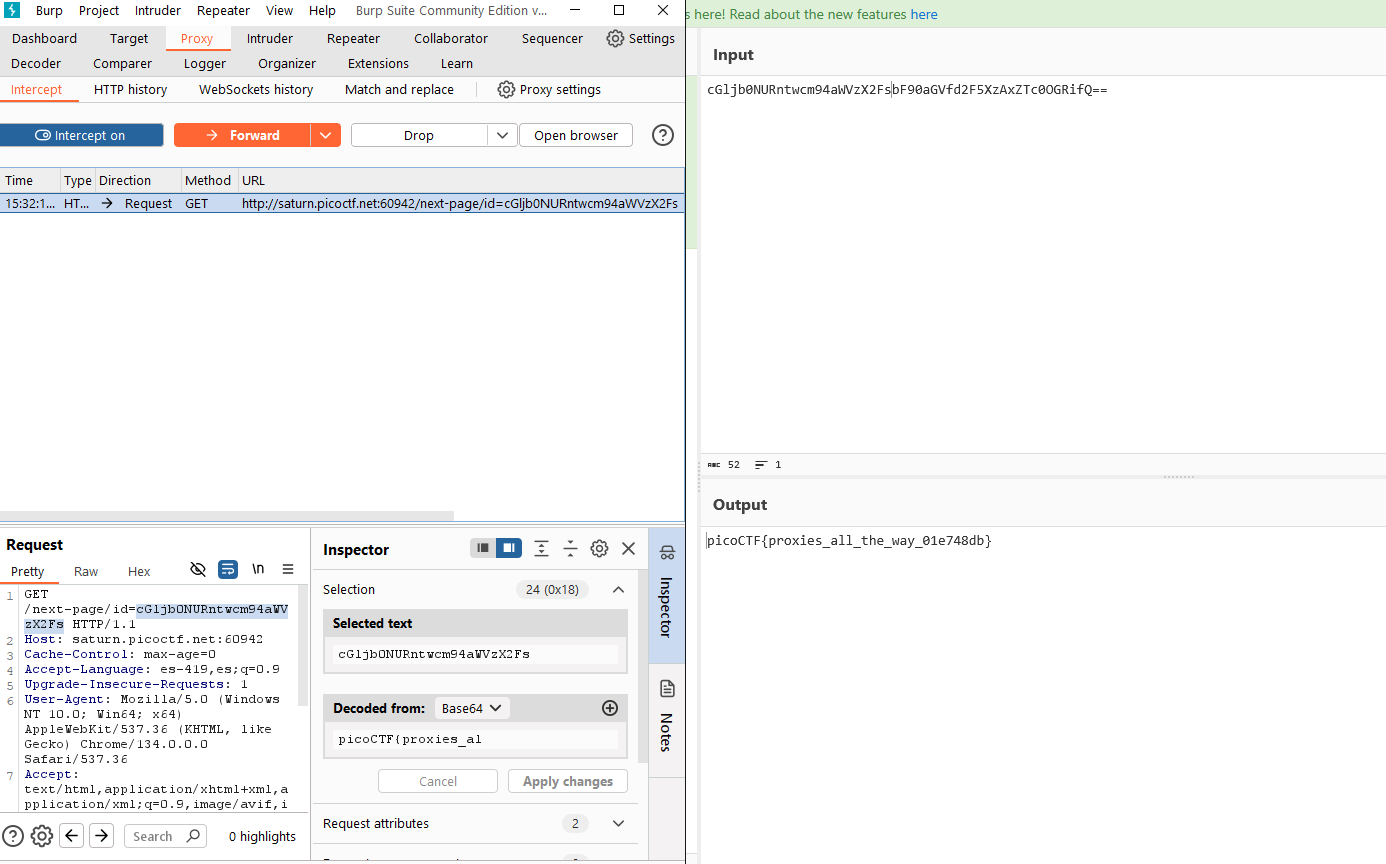 Burp Project Intruder Repeater View Help Burp Suite Community Edition v...
Dashboard Target Proxy Intruder Repeater Collaborator Sequencer Settings
Decoder Comparer Logger Organizer Extensions Learn
Intercept HTTP history WebSockets history Match and replace Proxy settings
Intercept on Forward Drop Open browser
Time Type Direction Method URL
15:32:1... HT... Request GET http://saturn.picoctf.net:60942/next-page/id=cGljb0NURntwcm94aWVzX2Fs
Request
Pretty Raw Hex \n
1 GET
/next-page/id=cGljb0NURntwcm94aWV
zX2Fs HTTP/1.1
2 Host: saturn.picoctf.net:60942
3 Cache-Control: max-age=0
4 Accept-Language: es-419,es;q=0.9
5 Upgrade-Insecure-Requests: 1
6 User-Agent: Mozilla/5.0 (Windows
NT 10.0; Win64; x64)
AppleWebKit/537.36 (KHTML, like
Gecko) Chrome/134.0.0.0
Safari/537.36
7 Accept:
text/html,application/xhtml+xml,a
pplication/xml;q=0.9,image/avif,i
Search 0 highlights
Inspector
Selection 24 (0x18)
Selected text
cGljb0NURntwcm94aWVzX2Fs
Decoded from: Base64
picoCTF{proxies_al
Cancel Apply changes
Request attributes 2
Inspector
Notes
s here! Read about the new features here
Input
cGljb0NURntwcm94aWVzX2FsbF90aGVfd2F5XzAxZTc0OGRifQ==
ABC 52 1
Output
picoCTF{proxies_all_the_way_01e748db}